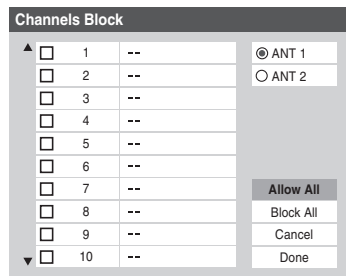 Channels Block
1 -- ANT 1
2 -- ANT 2
3 --
4 --
5 --
6 --
7 -- Allow All
8 -- Block All
9 -- Cancel
10 -- Done